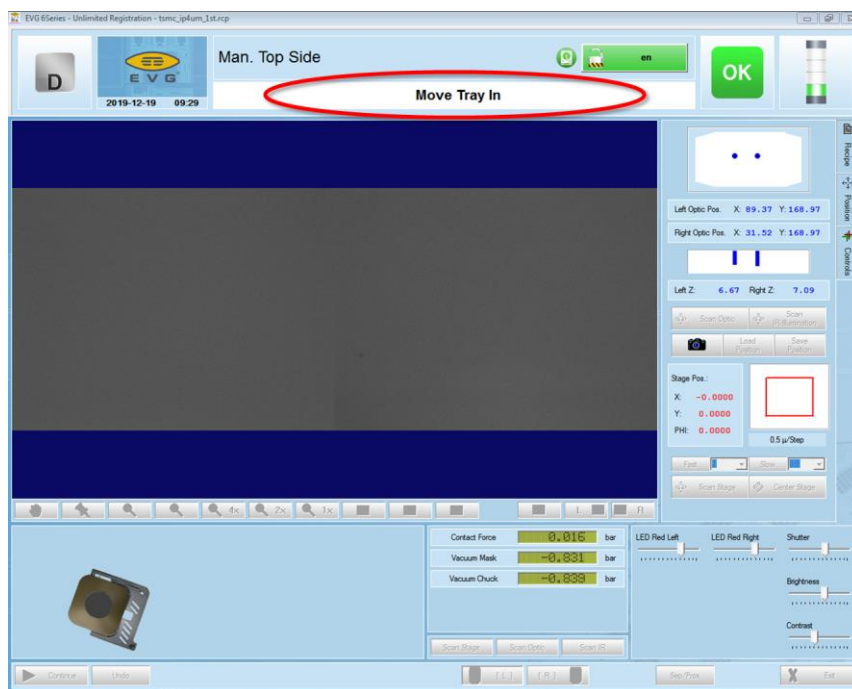 EVG 6Series - Unlimited Registration - tsmc_ip4um_1st.rcp
D
EVG
2019-12-19 09:29
Man. Top Side
en
Move Tray In
OK
Recipe
Position
Controls
Left Optic Pos. X: 89.37 Y: 168.97
Right Optic Pos. X: 31.52 Y: 168.97
Left Z: 6.67 Right Z: 7.09
Scan Optic
Scan
IR-Illumination
Load
Position
Save
Position
Stage Pos.:
X: -0.0000
Y: 0.0000
PHI: 0.0000
0.5 µ/Step
Fast
Slow
Scan Stage
Center Stage
4x
2x
1x
L
R
Contact Force 0.016 bar
Vacuum Mask -0.831 bar
Vacuum Chuck -0.839 bar
Scan Stage
Scan Optic
Scan IR
LED Red Left
LED Red Right
Shutter
Brightness
Contrast
Continue
Undo
[ L ]
[ R ]
Sep/Prox
Exit